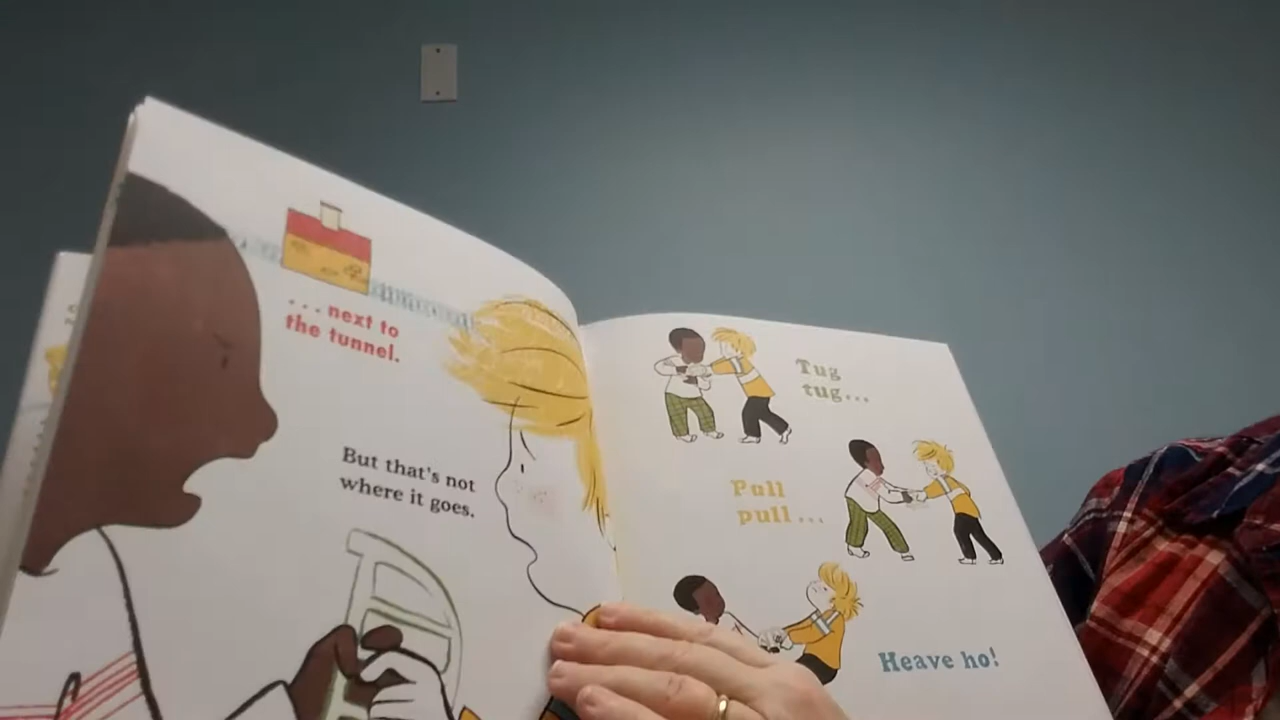 ... next to
the tunnel.
But that's not
where it goes.
Tug
tug...
Pull
pull...
Heave ho!